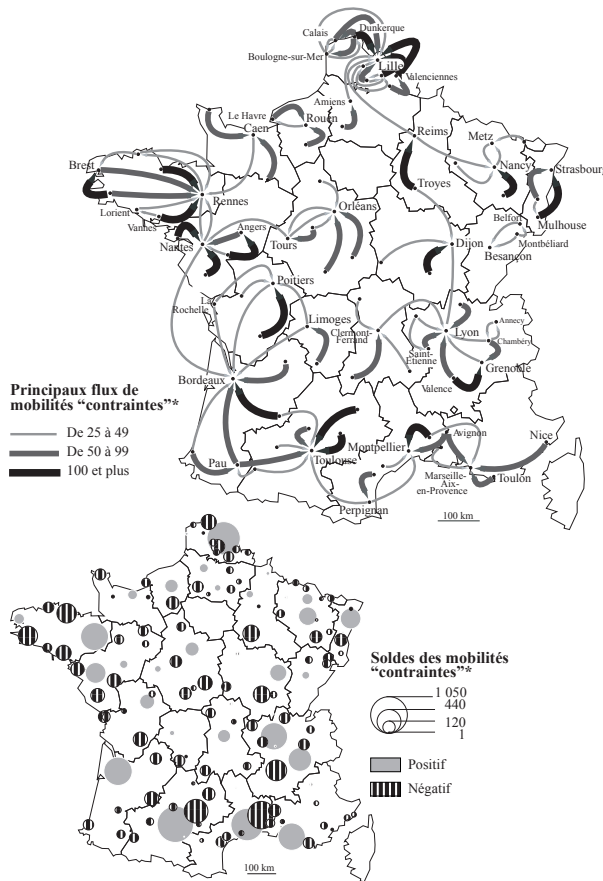 Calais
Dunkerque
Boulogne-sur-Mer
Lille
Valenciennes
Amiens
Le Havre
Rouen
Caen
Reims
Metz
Nancy
Strasbourg
Brest
Rennes
Lorient
Vannes
Troyes
Orléans
Mulhouse
Belfort
Montbéliard
Besançon
Angers
Nantes
Tours
Dijon
Poitiers
La
Rochelle
Limoges
Clermont-
Ferrand
Lyon
Annecy
Chambéry
Saint-
Étienne
Grenoble
Valence
Bordeaux
Principaux flux de
mobilités “contraintes”*
De 25 à 49
De 50 à 99
100 et plus
Pau
Toulouse
Montpellier
Avignon
Nice
Marseille-
Aix-
en-Provence
Toulon
Perpignan
100 km
Soldes des mobilités
“contraintes”*
1 050
440
120
1
Positif
Négatif
100 km